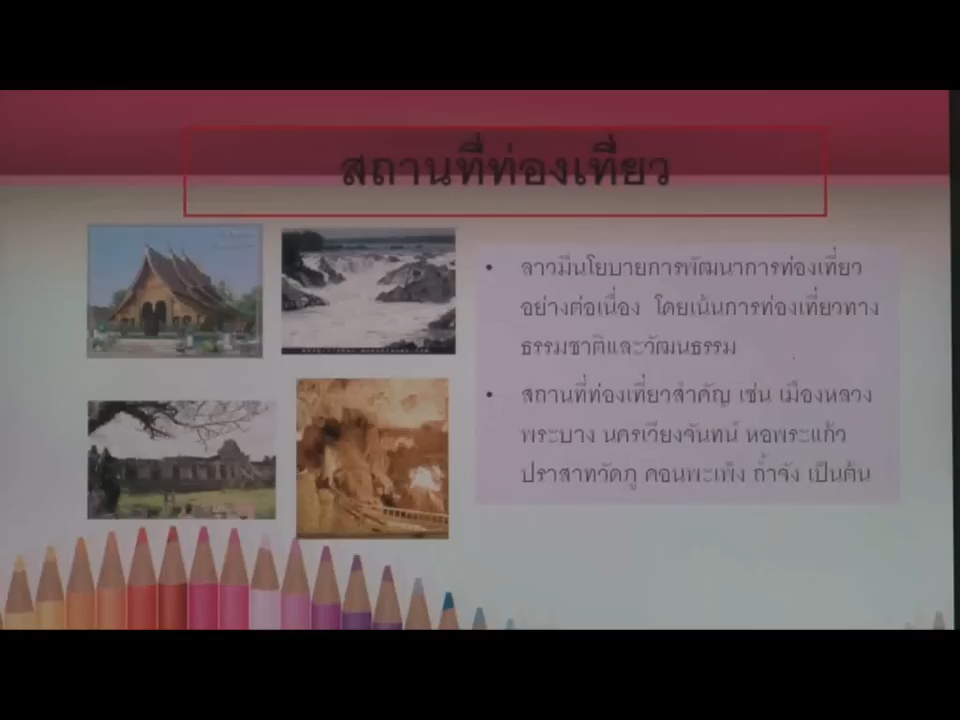 สถานที่ท่องเที่ยว
• ลาวมีนโยบายการพัฒนาการท่องเที่ยว
อย่างต่อเนื่อง โดยเน้นการท่องเที่ยวทาง
ธรรมชาติและวัฒนธรรม
• สถานที่ท่องเที่ยวสำคัญ เช่น เมืองหลวง
พระบาง นครเวียงจันทน์ หอพระแก้ว
ปราสาทวัดภู คอนพะเพ็ง ถ้ำจัง เป็นต้น